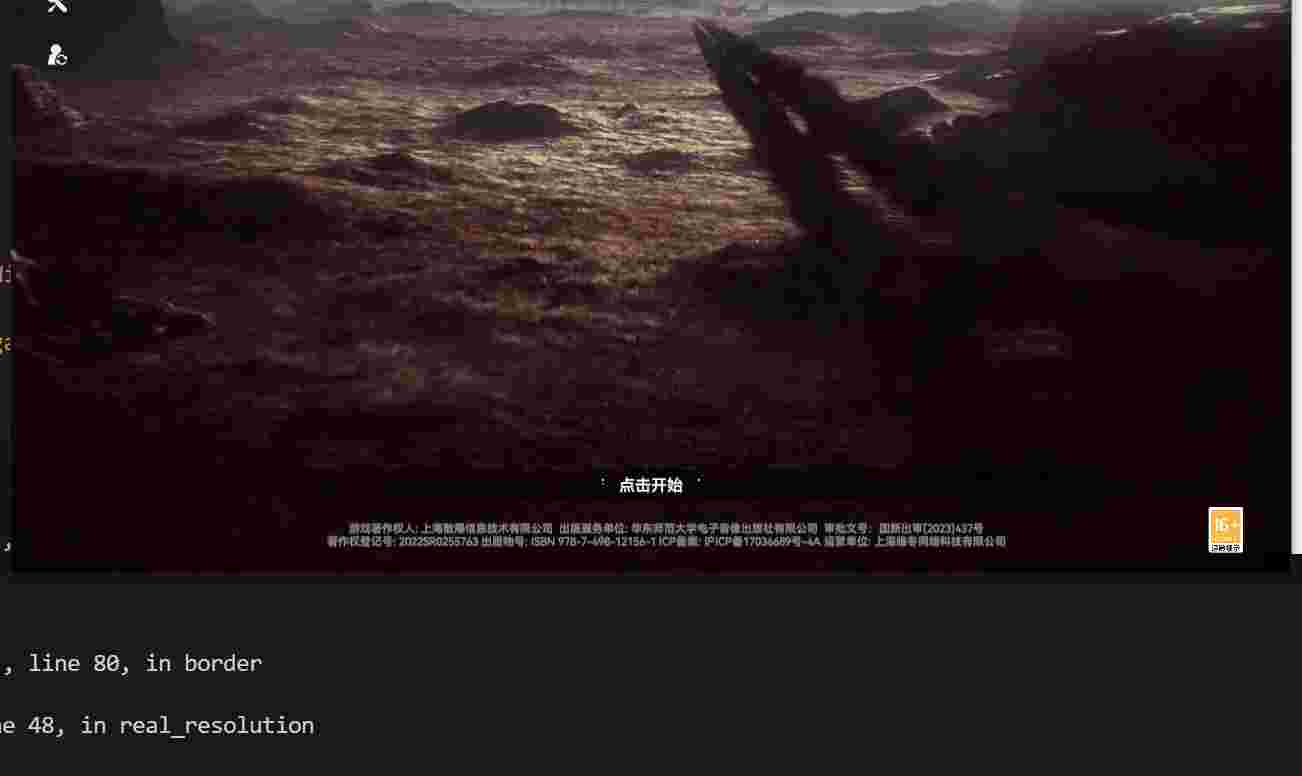 点击开始
游戏著作权人: 上海散爆信息技术有限公司 出版服务单位: 华东师范大学电子音像出版社有限公司 审批文号: 国新出审[2023]437号
著作权登记号: 2022SR0255763 出版物号: ISBN 978-7-498-12156-1 ICP备案: 沪ICP备17036689号-4A 运营单位: 上海暖冬网络科技有限公司
16+
适龄提示
, line 80, in border
e 48, in real_resolution